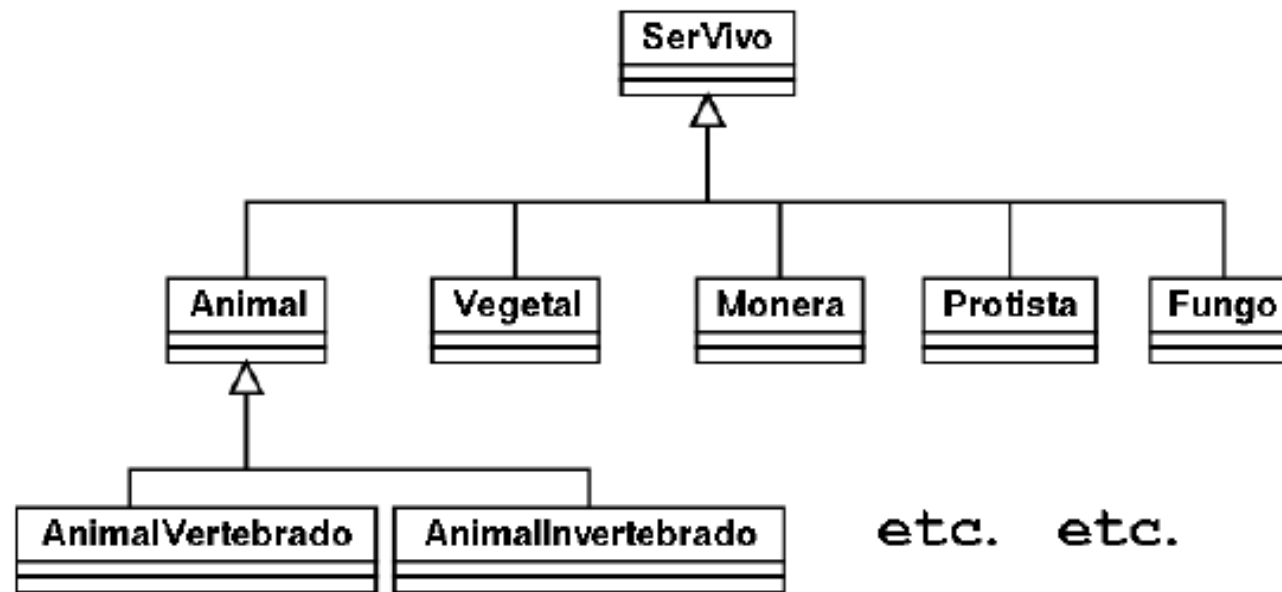 SerVivo
Animal
Vegetal
Monera
Protista
Fungo
AnimalVertebrado
AnimalInvertebrado
etc. etc.